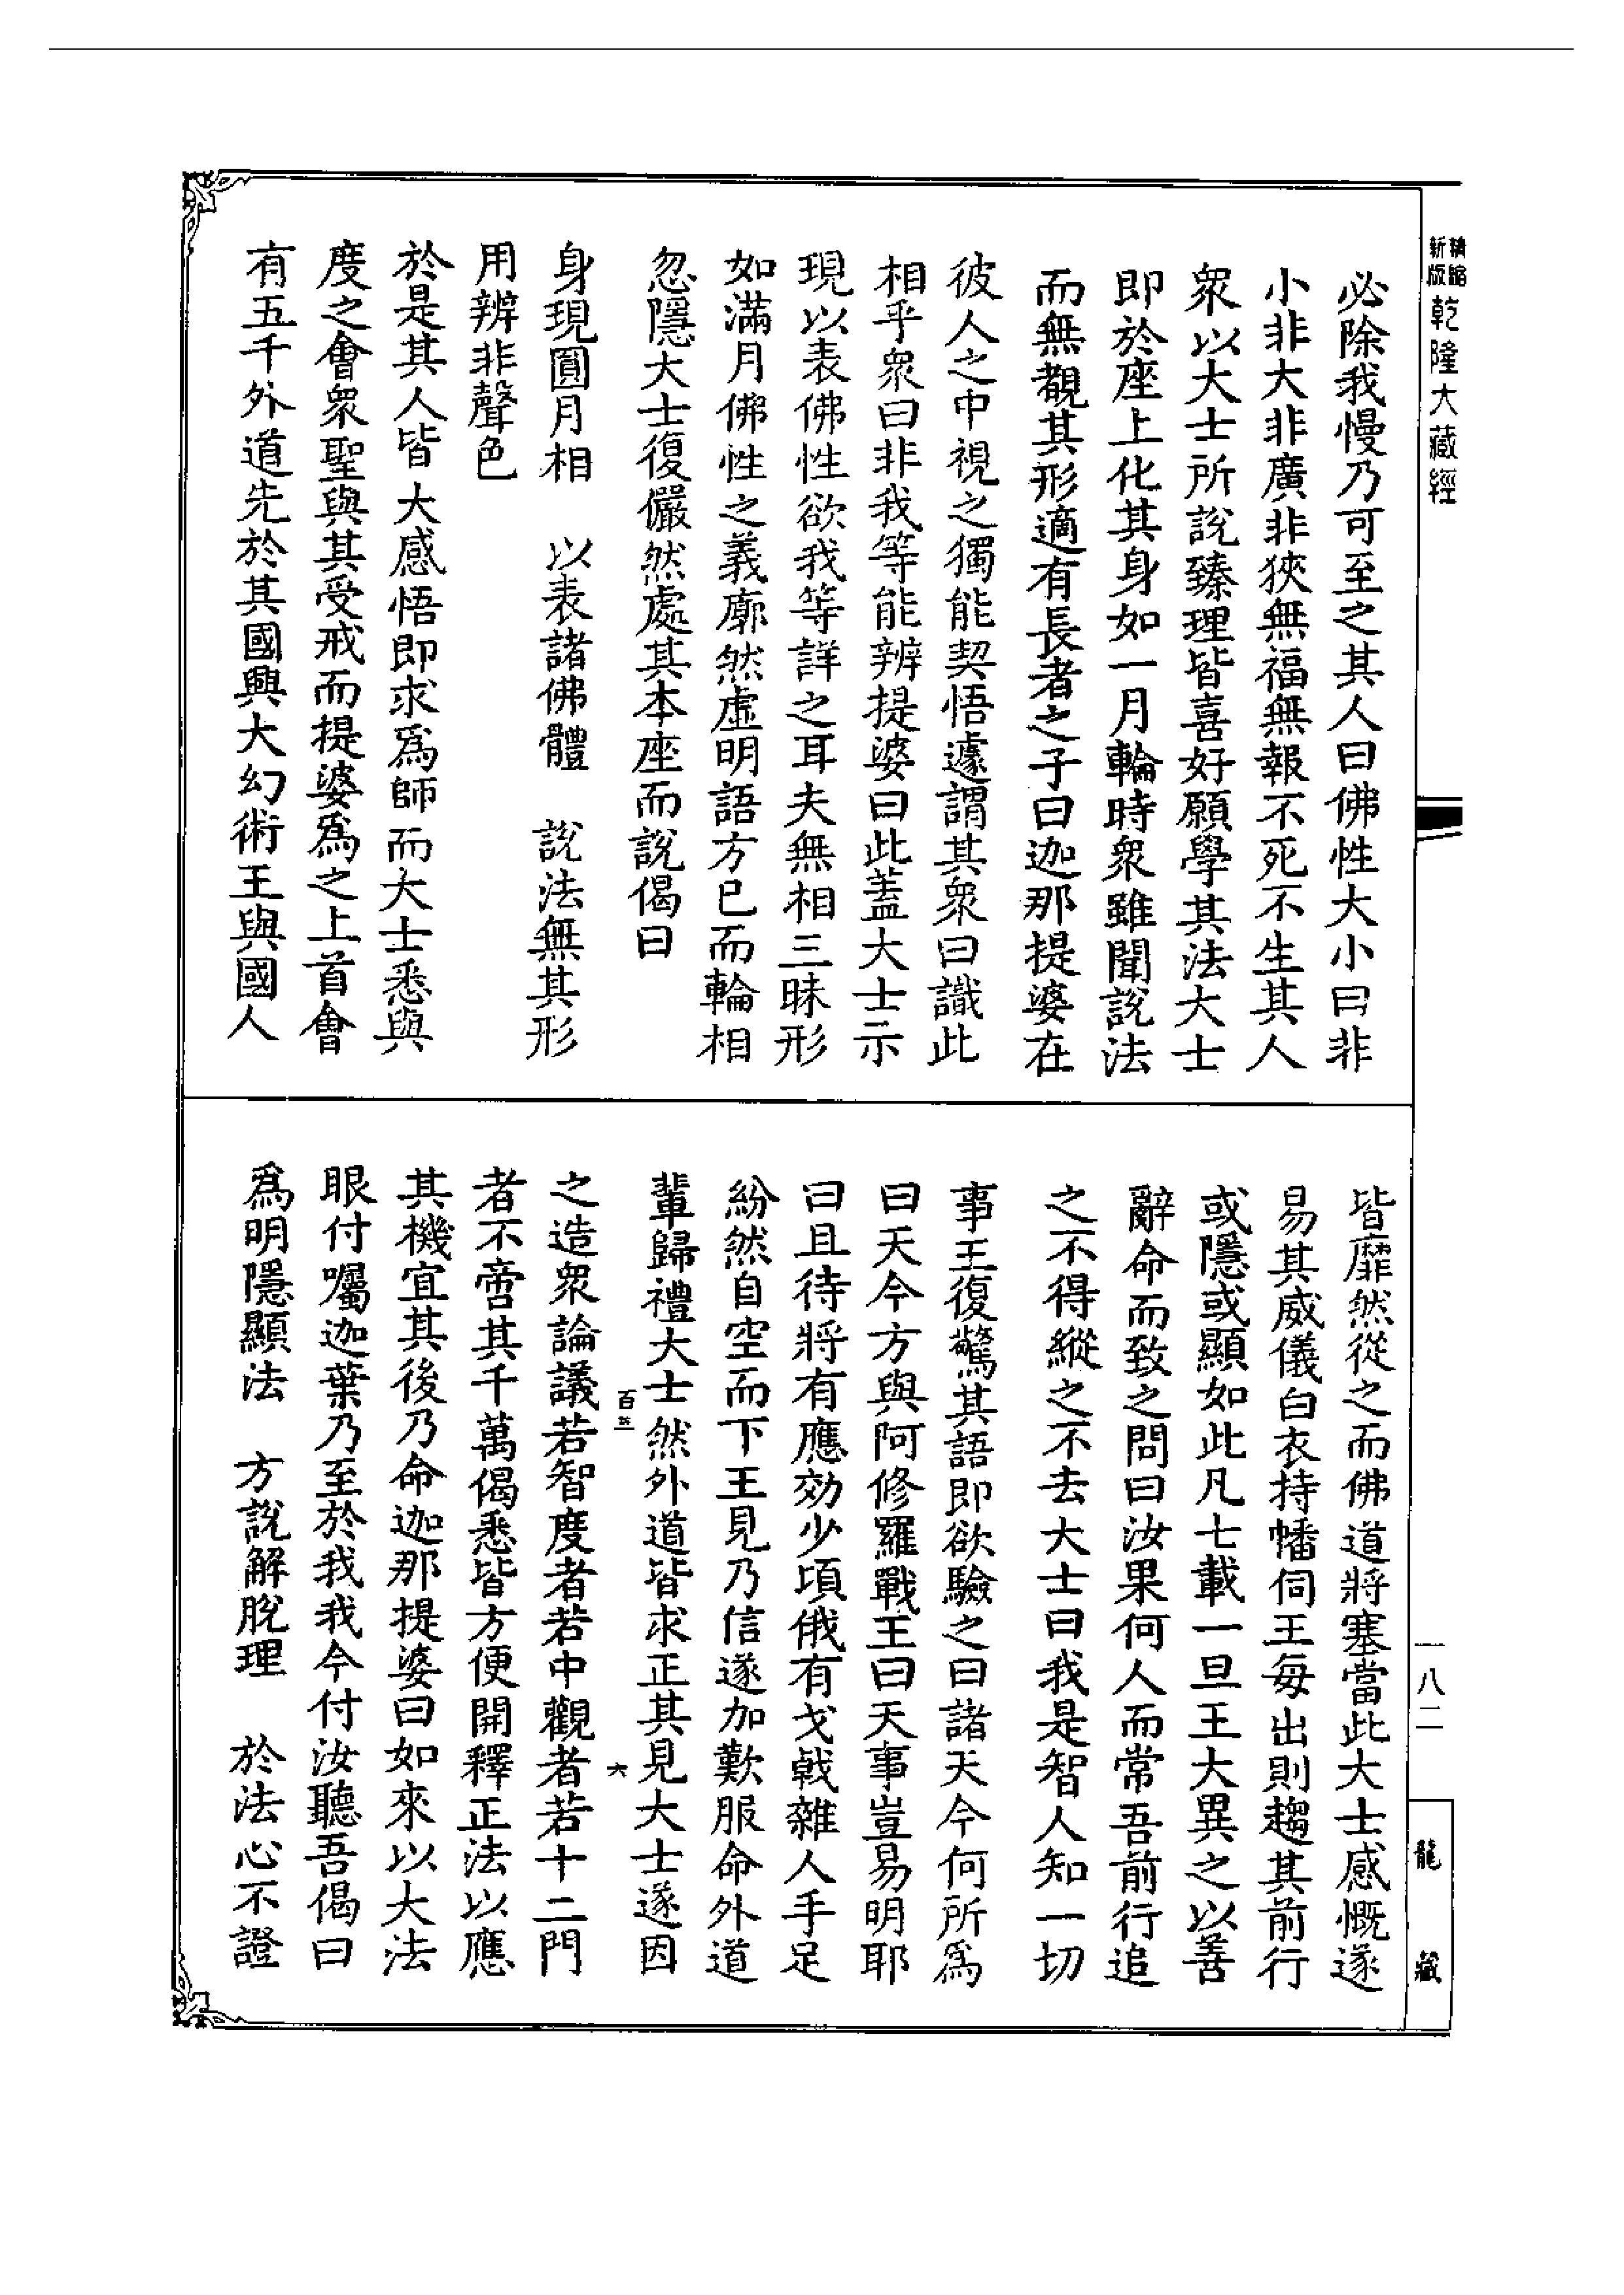 精縮新版乾隆大藏經
必除我慢乃可至之其人曰佛性大小曰非
小非大非廣非狹無福無報不死不生其人
眾以大士所說臻理皆喜好願學其法大士
即於座上化其身如一月輪時眾雖聞說法
而無覩其形適有長者之子曰迦那提婆在
彼人之中視之獨能契悟遽謂其眾曰識此
相乎眾曰非我等能辨提婆曰此蓋大士示
現以表佛性欲我等詳之耳夫無相三昧形
如滿月佛性之義廓然虛明語方已而輪相
忽隱大士復儼然處其本座而說偈曰
身現圓月相 以表諸佛體 說法無其形
用辨非聲色
於是其人皆大感悟即求為師而大士悉與
度之會眾聖與其受戒而提婆為之上首會
有五千外道先於其國興大幻術王與國人
皆靡然從之而佛道將塞當此大士感慨遂
易其威儀白衣持幡伺王每出則趨其前行
或隱或顯如此凡七載一旦王大異之以善
辭命而致之問曰汝果何人而常吾前行追
之不得縱之不去大士曰我是智人知一切
事王復驚其語即欲驗之曰諸天今何所為
曰天今方與阿修羅戰王曰天事豈易明耶
曰且待將有應効少頃俄有戈戟雜人手足
紛然自空而下王見乃信遂加歎服命外道
輩歸禮大士然外道皆求正其見大士遂因
六
之造眾論議若智度者若中觀者若十二門
者不啻其千萬偈悉皆方便開釋正法以應
其機宜其後乃命迦那提婆曰如來以大法
眼付囑迦葉乃至於我我今付汝聽吾偈曰
為明隱顯法 方說解脫理 於法心不證
一八二
龍藏